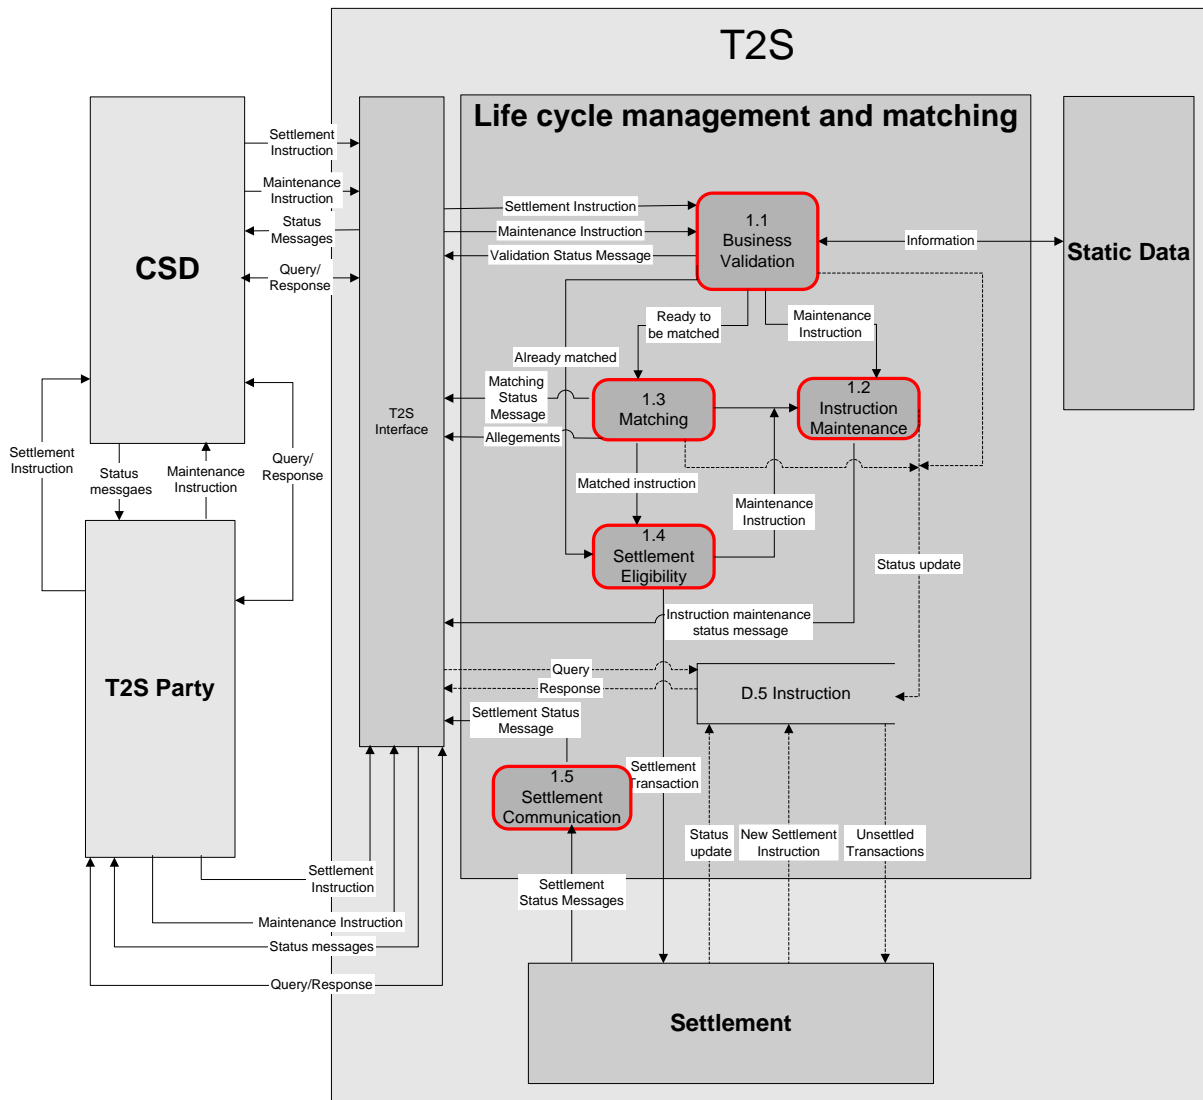 T2S
Life cycle management and matching
CSD
Settlement
Instruction
Maintenance
Instruction
Status
Messages
Query/
Response
Settlement Instruction
Maintenance Instruction
Validation Status Message
1.1
Business
Validation
Information
Static Data
Ready to
be matched
Maintenance
Instruction
Already matched
Matching
Status
Message
Allegements
1.3
Matching
1.2
Instruction
Maintenance
T2S
Interface
Settlement
Instruction
Status
messgaes
Maintenance
Instruction
Query/
Response
Matched instruction
Maintenance
Instruction
1.4
Settlement
Eligibility
Status update
Instruction maintenance
status message
T2S Party
Query
Response
D.5 Instruction
Settlement Status
Message
1.5
Settlement
Communication
Settlement
Transaction
Status
update
New Settlement
Instruction
Unsettled
Transactions
Settlement
Instruction
Maintenance Instruction
Status messages
Query/Response
Settlement
Status Messages
Settlement